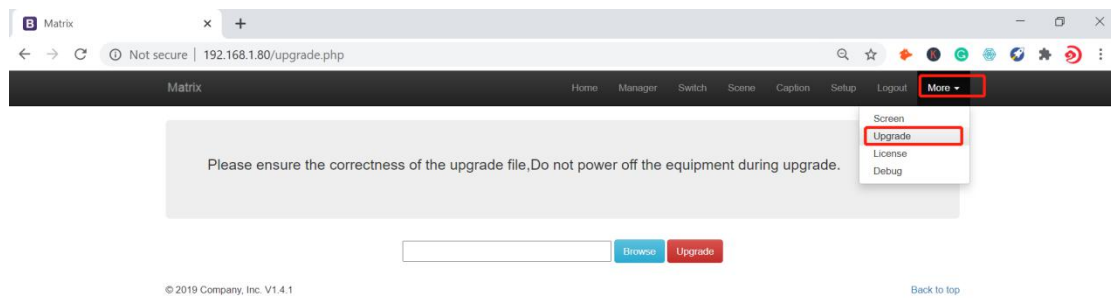 B Matrix
Not secure | 192.168.1.80/upgrade.php
Matrix Home Manager Switch Scene Caption Setup Logout More
Screen
Upgrade
License
Debug
Please ensure the correctness of the upgrade file,Do not power off the equipment during upgrade.
Browse Upgrade
© 2019 Company, Inc. V1.4.1 Back to top